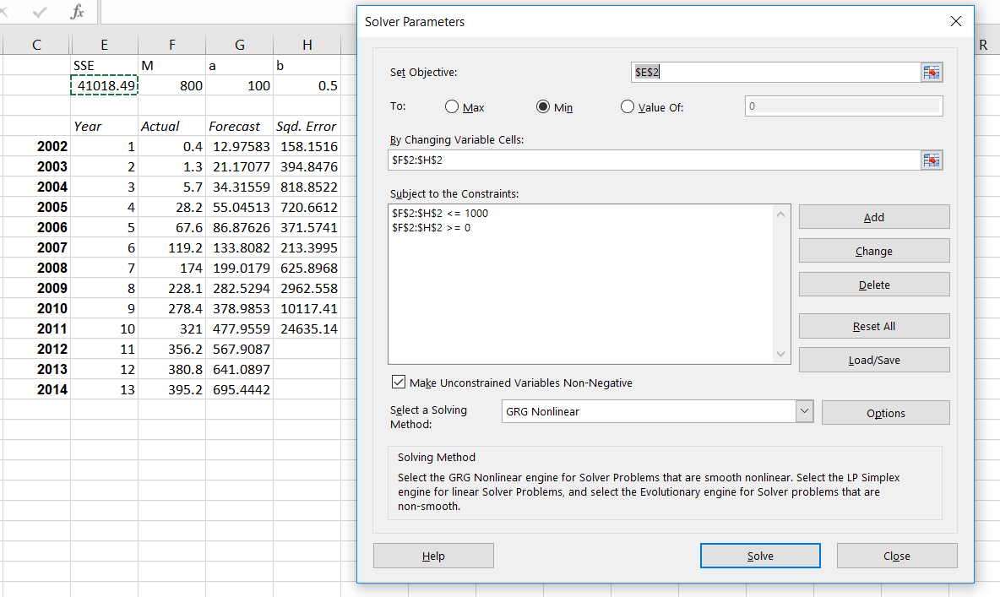 fx
C E F G H R
SSE M a b
41018.49 800 100 0.5
Year Actual Forecast Sqd. Error
2002 1 0.4 12.97583 158.1516
2003 2 1.3 21.17077 394.8476
2004 3 5.7 34.31559 818.8522
2005 4 28.2 55.04513 720.6612
2006 5 67.6 86.87626 371.5741
2007 6 119.2 133.8082 213.3995
2008 7 174 199.0179 625.8968
2009 8 228.1 282.5294 2962.558
2010 9 278.4 378.9853 10117.41
2011 10 321 477.9559 24635.14
2012 11 356.2 567.9087
2013 12 380.8 641.0897
2014 13 395.2 695.4442
Solver Parameters
Set Objective: $E$2
To: Max Min Value Of: 0
By Changing Variable Cells:
$F$2:$H$2
Subject to the Constraints:
$F$2:$H$2 <= 1000
$F$2:$H$2 >= 0
Add
Change
Delete
Reset All
Load/Save
Make Unconstrained Variables Non-Negative
Select a Solving
Method:
GRG Nonlinear
Options
Solving Method
Select the GRG Nonlinear engine for Solver Problems that are smooth nonlinear. Select the LP Simplex
engine for linear Solver Problems, and select the Evolutionary engine for Solver problems that are
non-smooth.
Help Solve Close